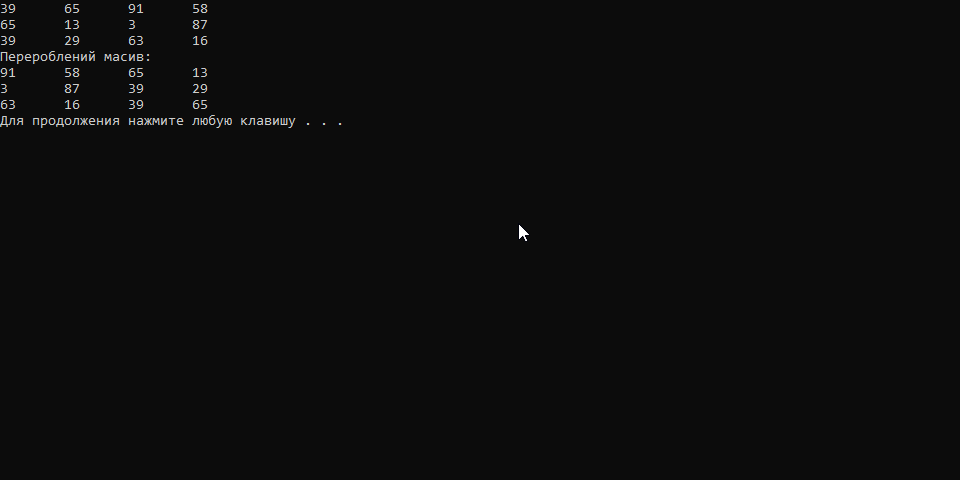 39 65 91 58
65 13 3 87
39 29 63 16
Перероблений масив:
91 58 65 13
3 87 39 29
63 16 39 65
Для продолжения нажмите любую клавишу . . .